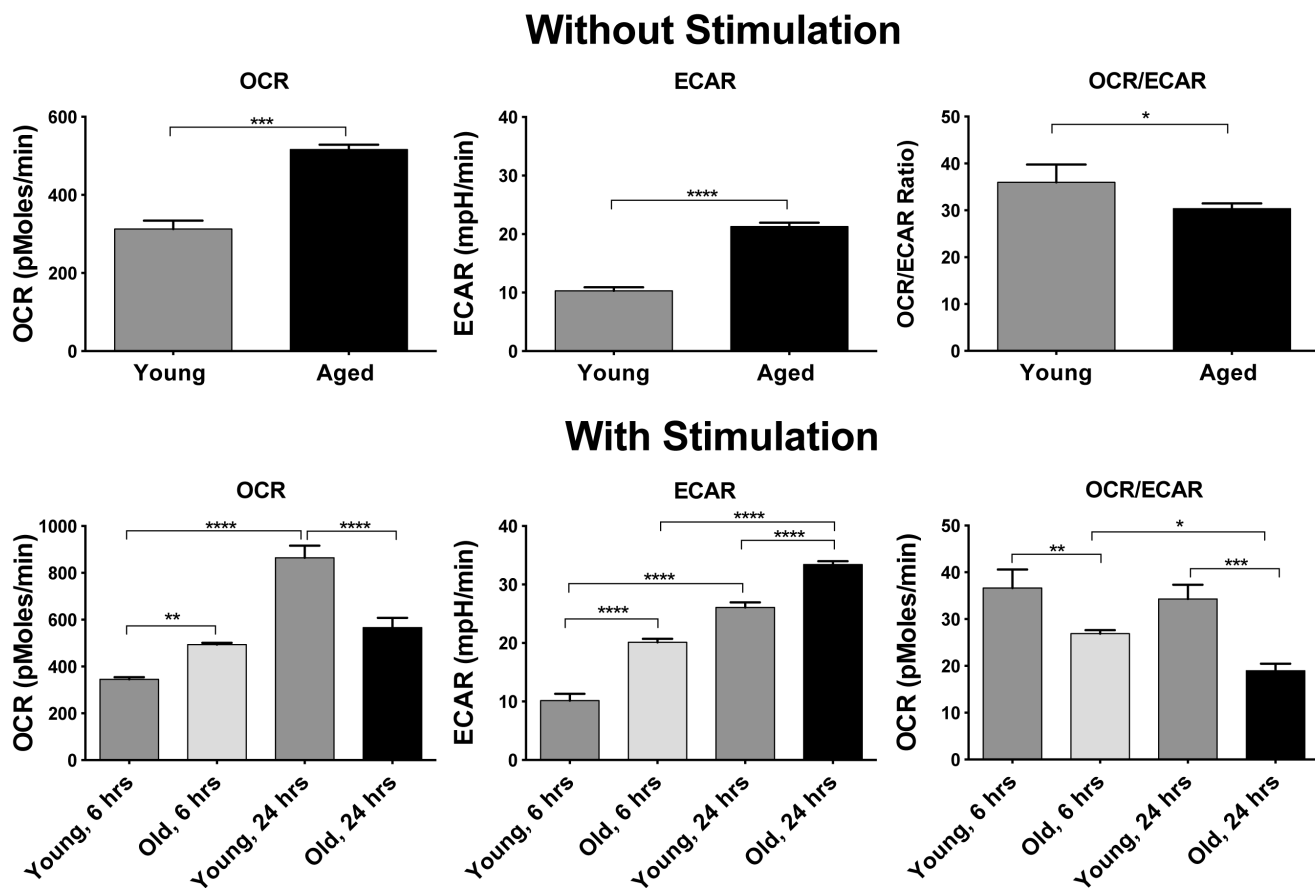 Without Stimulation
OCR
OCR (pMoles/min)
600
400
200
0
***
Young
Aged
ECAR
ECAR (mpH/min)
40
30
20
10
0
****
Young
Aged
OCR/ECAR
OCR/ECAR Ratio)
50
40
30
20
10
0
*
Young
Aged
With Stimulation
OCR
OCR (pMoles/min)
1000
800
600
400
200
0
****
****
**
Young, 6 hrs
Old, 6 hrs
Young, 24 hrs
Old, 24 hrs
ECAR
ECAR (mpH/min)
40
30
20
10
0
****
****
****
****
Young, 6 hrs
Old, 6 hrs
Young, 24 hrs
Old, 24 hrs
OCR/ECAR
OCR (pMoles/min)
50
40
30
20
10
0
*
**
***
Young, 6 hrs
Old, 6 hrs
Young, 24 hrs
Old, 24 hrs